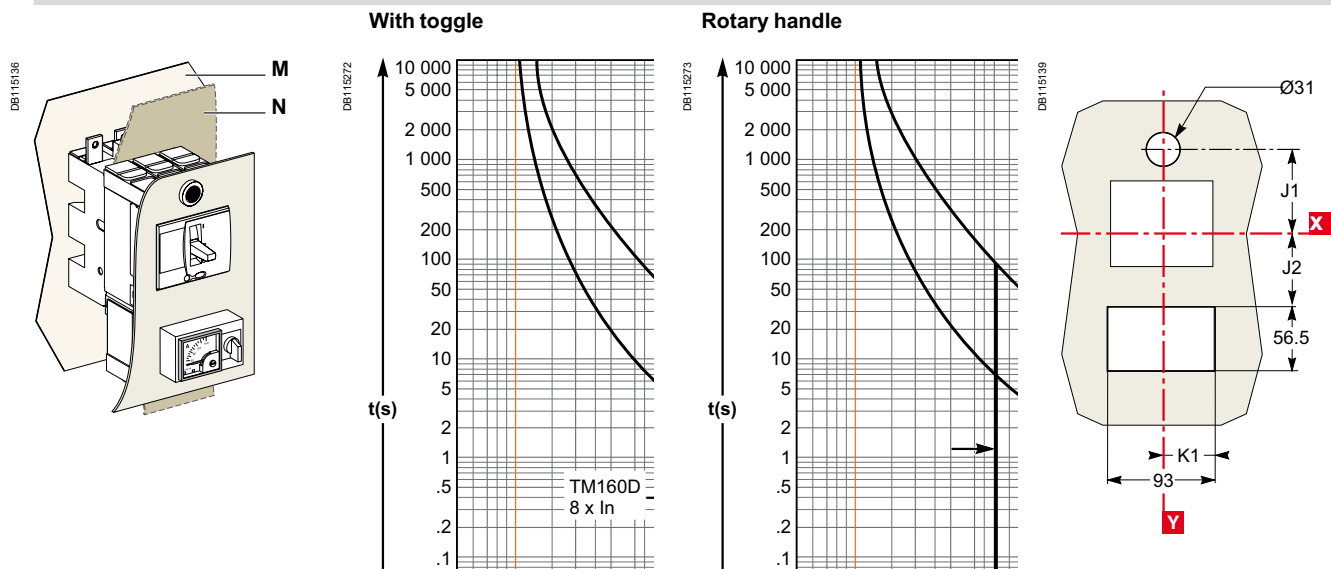 With toggle
Rotary handle
DB115136
M
N
DB115272
10 000
5 000
2 000
1 000
500
200
100
50
20
10
5
2
1
.5
.2
.1
t(s)
TM160D
8 x In
DB115273
10 000
5 000
2 000
1 000
500
200
100
50
20
10
5
2
1
.5
.2
.1
t(s)
DB115139
Ø31
J1
X
J2
56.5
K1
93
Y